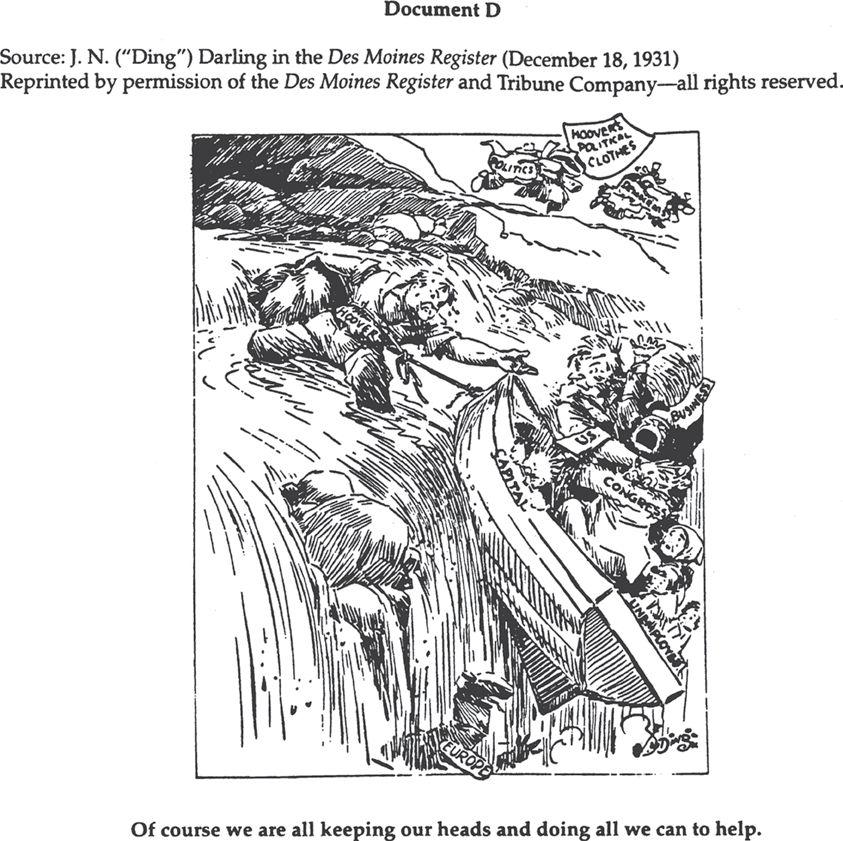 Document D
Source: J. N. (“Ding”) Darling in the Des Moines Register (December 18, 1931)
Reprinted by permission of the Des Moines Register and Tribune Company—all rights reserved.
HOOVER'S
POLITICAL
CLOTHES
POLITICS
HOOVER
BUSINESS
US
CAPITAL
CONGRESS
UNEMPLOYED
EUROPE
Of course we are all keeping our heads and doing all we can to help.